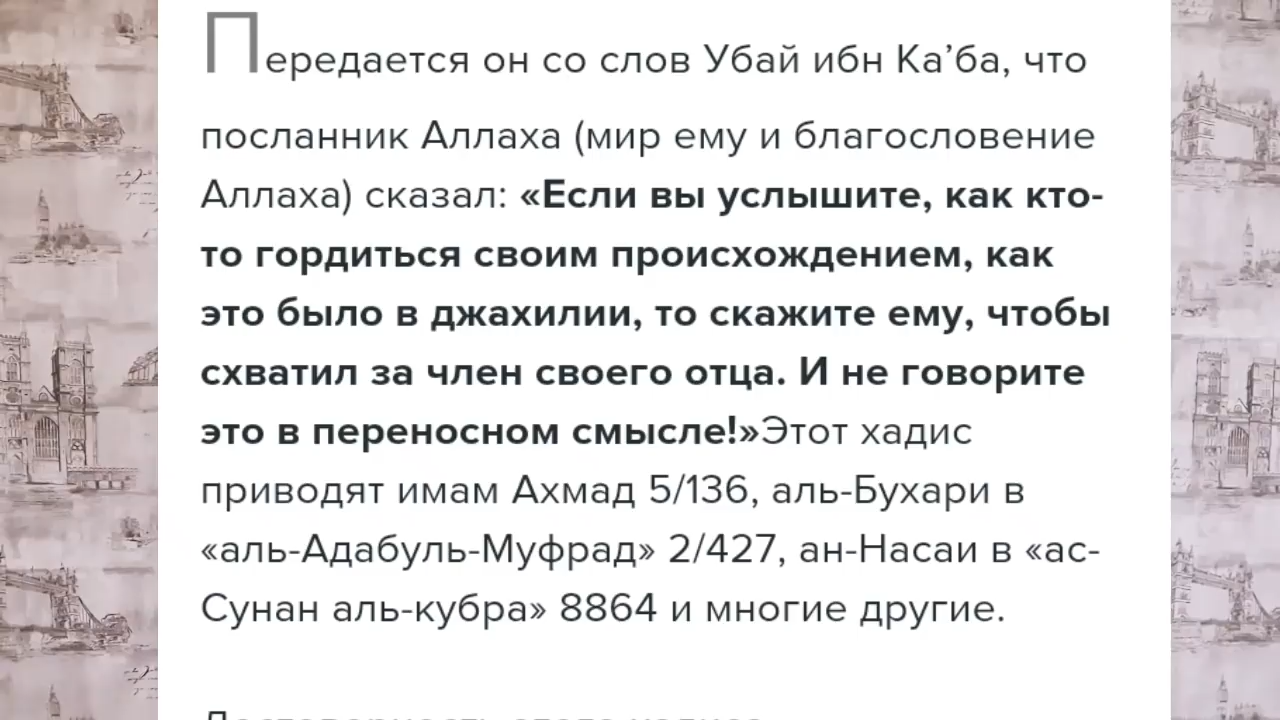 Передается он со слов Убай ибн Ка’ба, что
посланник Аллаха (мир ему и благословение
Аллаха) сказал: «Если вы услышите, как кто-
то гордиться своим происхождением, как
это было в джахилии, то скажите ему, чтобы
схватил за член своего отца. И не говорите
это в переносном смысле!»Этот хадис
приводят имам Ахмад 5/136, аль-Бухари в
«аль-Адабуль-Муфрад» 2/427, ан-Насаи в «ас-
Сунан аль-кубра» 8864 и многие другие.